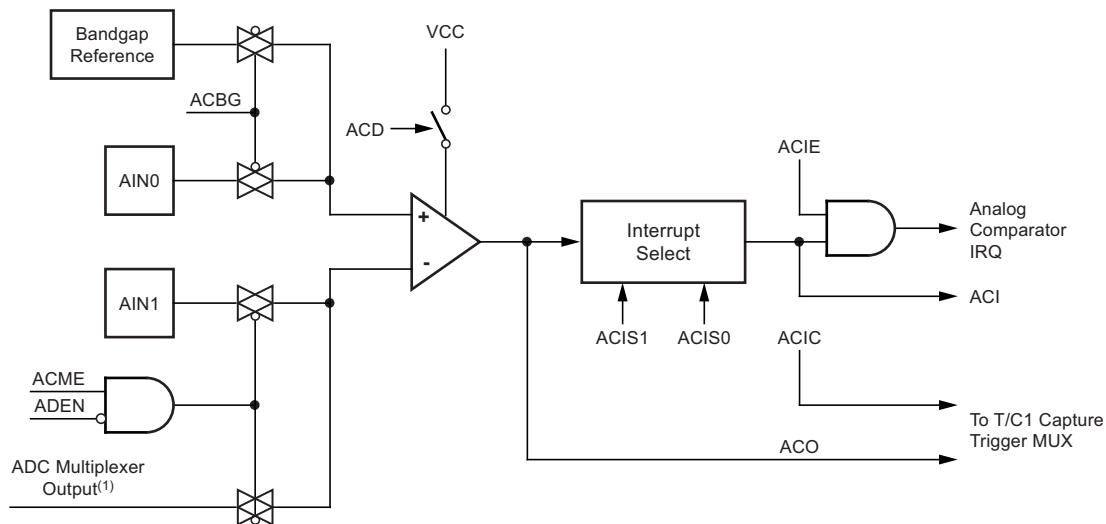 Bandgap
Reference
VCC
ACBG
ACD
ACIE
AIN0
+
Interrupt
Select
Analog
Comparator
IRQ
-
AIN1
ACI
ACIS1
ACIS0
ACIC
ACME
ADEN
To T/C1 Capture
Trigger MUX
ACO
ADC Multiplexer
Output(1)